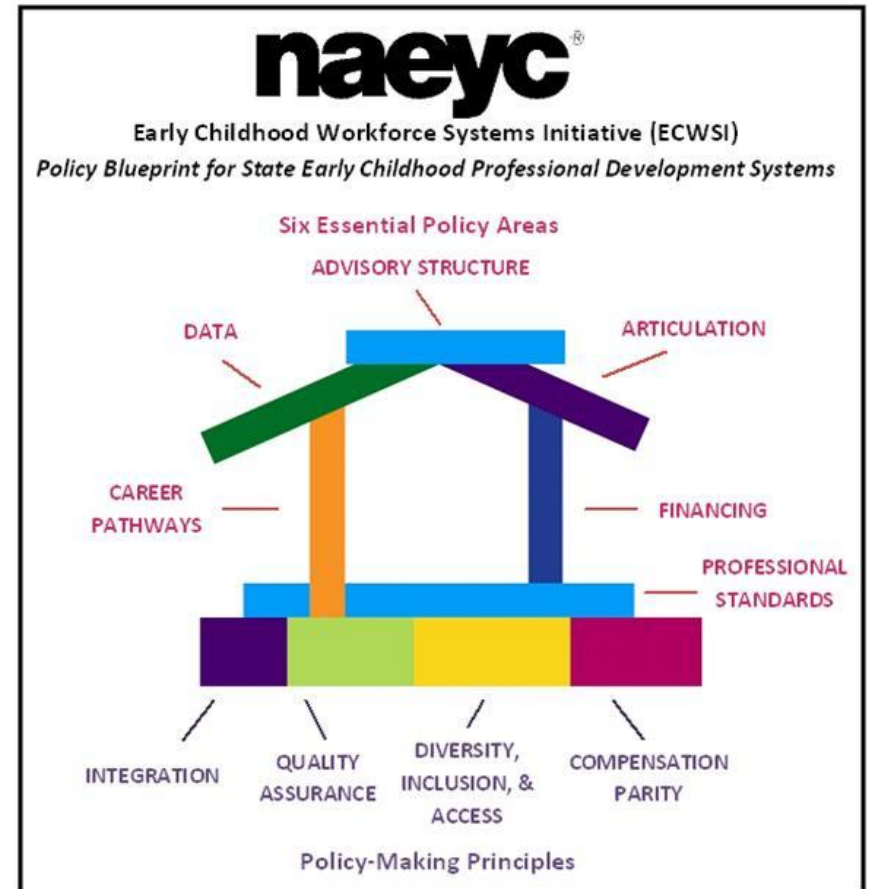 naeyc®
Early Childhood Workforce Systems Initiative (ECWSI)
Policy Blueprint for State Early Childhood Professional Development Systems
Six Essential Policy Areas
ADVISORY STRUCTURE
DATA
ARTICULATION
CAREER
PATHWAYS
FINANCING
PROFESSIONAL
STANDARDS
INTEGRATION
QUALITY
ASSURANCE
DIVERSITY,
INCLUSION, &
ACCESS
COMPENSATION
PARITY
Policy-Making Principles